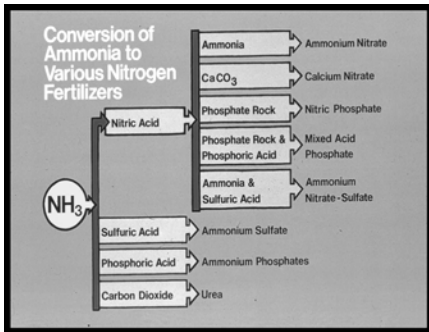 Conversion of
Ammonia to
Various Nitrogen
Fertilizers
NH₃
Nitric Acid
Ammonia
Ammonium Nitrate
CaCO₃
Calcium Nitrate
Phosphate Rock
Nitric Phosphate
Phosphate Rock &
Phosphoric Acid
Mixed Acid
Phosphate
Ammonia &
Sulfuric Acid
Ammonium
Nitrate-Sulfate
Sulfuric Acid
Ammonium Sulfate
Phosphoric Acid
Ammonium Phosphates
Carbon Dioxide
Urea